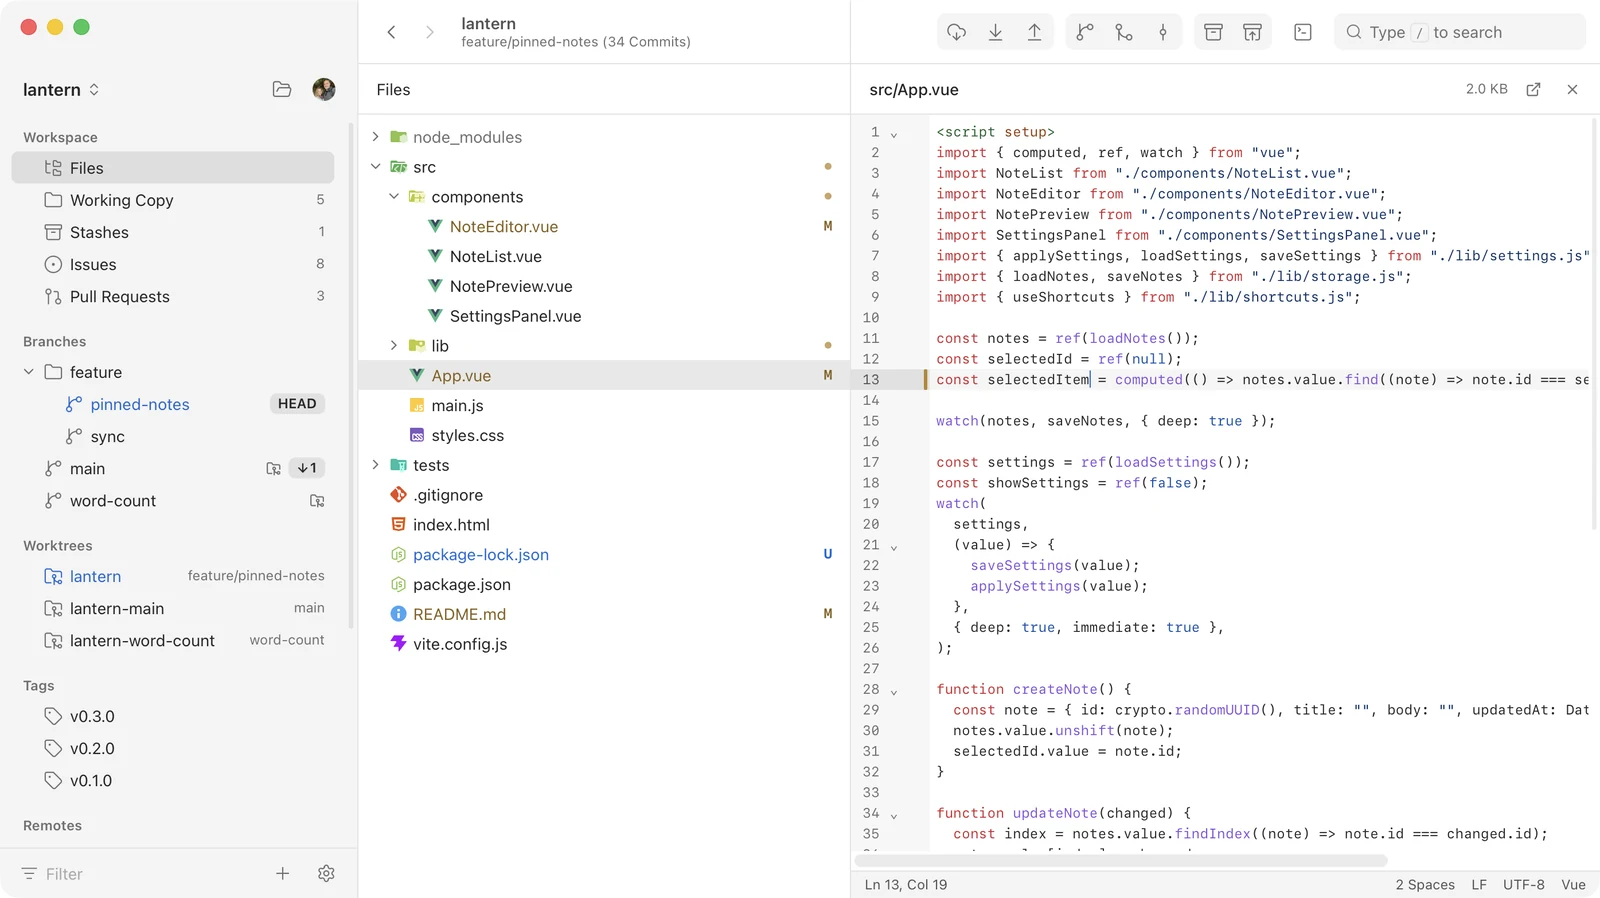 lantern
Workspace
Files
Working Copy 5
Stashes 1
Issues 8
Pull Requests 3
Branches
feature
pinned-notes HEAD
sync
main ↓1
word-count
Worktrees
lantern feature/pinned-notes
lantern-main main
lantern-word-count word-count
Tags
v0.3.0
v0.2.0
v0.1.0
Remotes
Filter
lantern
feature/pinned-notes (34 Commits)
Type / to search
Files
node_modules
src
components
NoteEditor.vue M
NoteList.vue
NotePreview.vue
SettingsPanel.vue
lib
App.vue M
main.js
styles.css
tests
.gitignore
index.html
package-lock.json U
package.json
README.md M
vite.config.js
src/App.vue 2.0 KB
1 <script setup>
2 import { computed, ref, watch } from "vue";
3 import NoteList from "./components/NoteList.vue";
4 import NoteEditor from "./components/NoteEditor.vue";
5 import NotePreview from "./components/NotePreview.vue";
6 import SettingsPanel from "./components/SettingsPanel.vue";
7 import { applySettings, loadSettings, saveSettings } from "./lib/settings.js"
8 import { loadNotes, saveNotes } from "./lib/storage.js";
9 import { useShortcuts } from "./lib/shortcuts.js";
10
11 const notes = ref(loadNotes());
12 const selectedId = ref(null);
13 const selectedItem = computed(() => notes.value.find((note) => note.id === se
14
15 watch(notes, saveNotes, { deep: true });
16
17 const settings = ref(loadSettings());
18 const showSettings = ref(false);
19 watch(
20 settings,
21 (value) => {
22 saveSettings(value);
23 applySettings(value);
24 },
25 { deep: true, immediate: true },
26 );
27
28 function createNote() {
29 const note = { id: crypto.randomUUID(), title: "", body: "", updatedAt: Dat
30 notes.value.unshift(note);
31 selectedId.value = note.id;
32 }
33
34 function updateNote(changed) {
35 const index = notes.value.findIndex((note) => note.id === changed.id);
Ln 13, Col 19 2 Spaces LF UTF-8 Vue